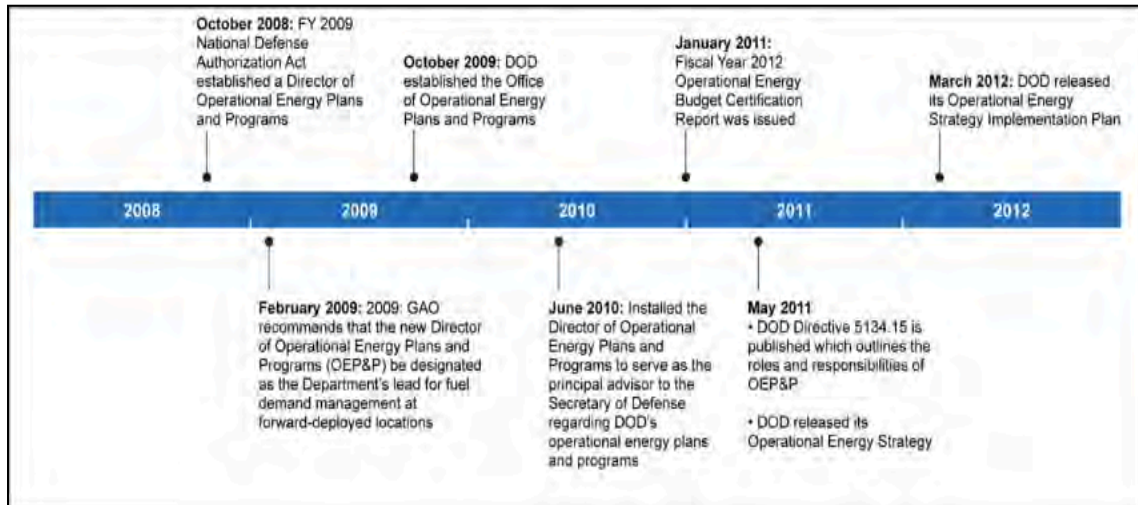 October 2008: FY 2009
National Defense
Authorization Act
established a Director of
Operational Energy Plans
and Programs
October 2009: DOD
established the Office
of Operational Energy
Plans and Programs
January 2011:
Fiscal Year 2012
Operational Energy
Budget Certification
Report was issued
March 2012: DOD released
its Operational Energy
Strategy Implementation Plan
2008
2009
2010
2011
2012
February 2009: 2009: GAO
recommends that the new Director
of Operational Energy Plans and
Programs (OEP&P) be designated
as the Department's lead for fuel
demand management at
forward-deployed locations
June 2010: Installed the
Director of Operational
Energy Plans and
Programs to serve as the
principal advisor to the
Secretary of Defense
regarding DOD's
operational energy plans
and programs
May 2011
• DOD Directive 5134.15 is
published which outlines the
roles and responsibilities of
OEP&P
• DOD released its
Operational Energy Strategy